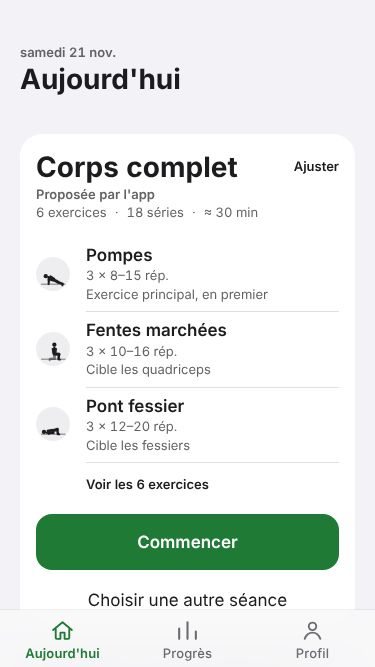 samedi 21 nov.
Aujourd'hui
Corps complet
Ajuster
Proposée par l'app
6 exercices · 18 séries · ≈ 30 min
Pompes
3 × 8–15 rép.
Exercice principal, en premier
Fentes marchées
3 × 10–16 rép.
Cible les quadriceps
Pont fessier
3 × 12–20 rép.
Cible les fessiers
Voir les 6 exercices
Commencer
Choisir une autre séance
Aujourd'hui
Progrès
Profil